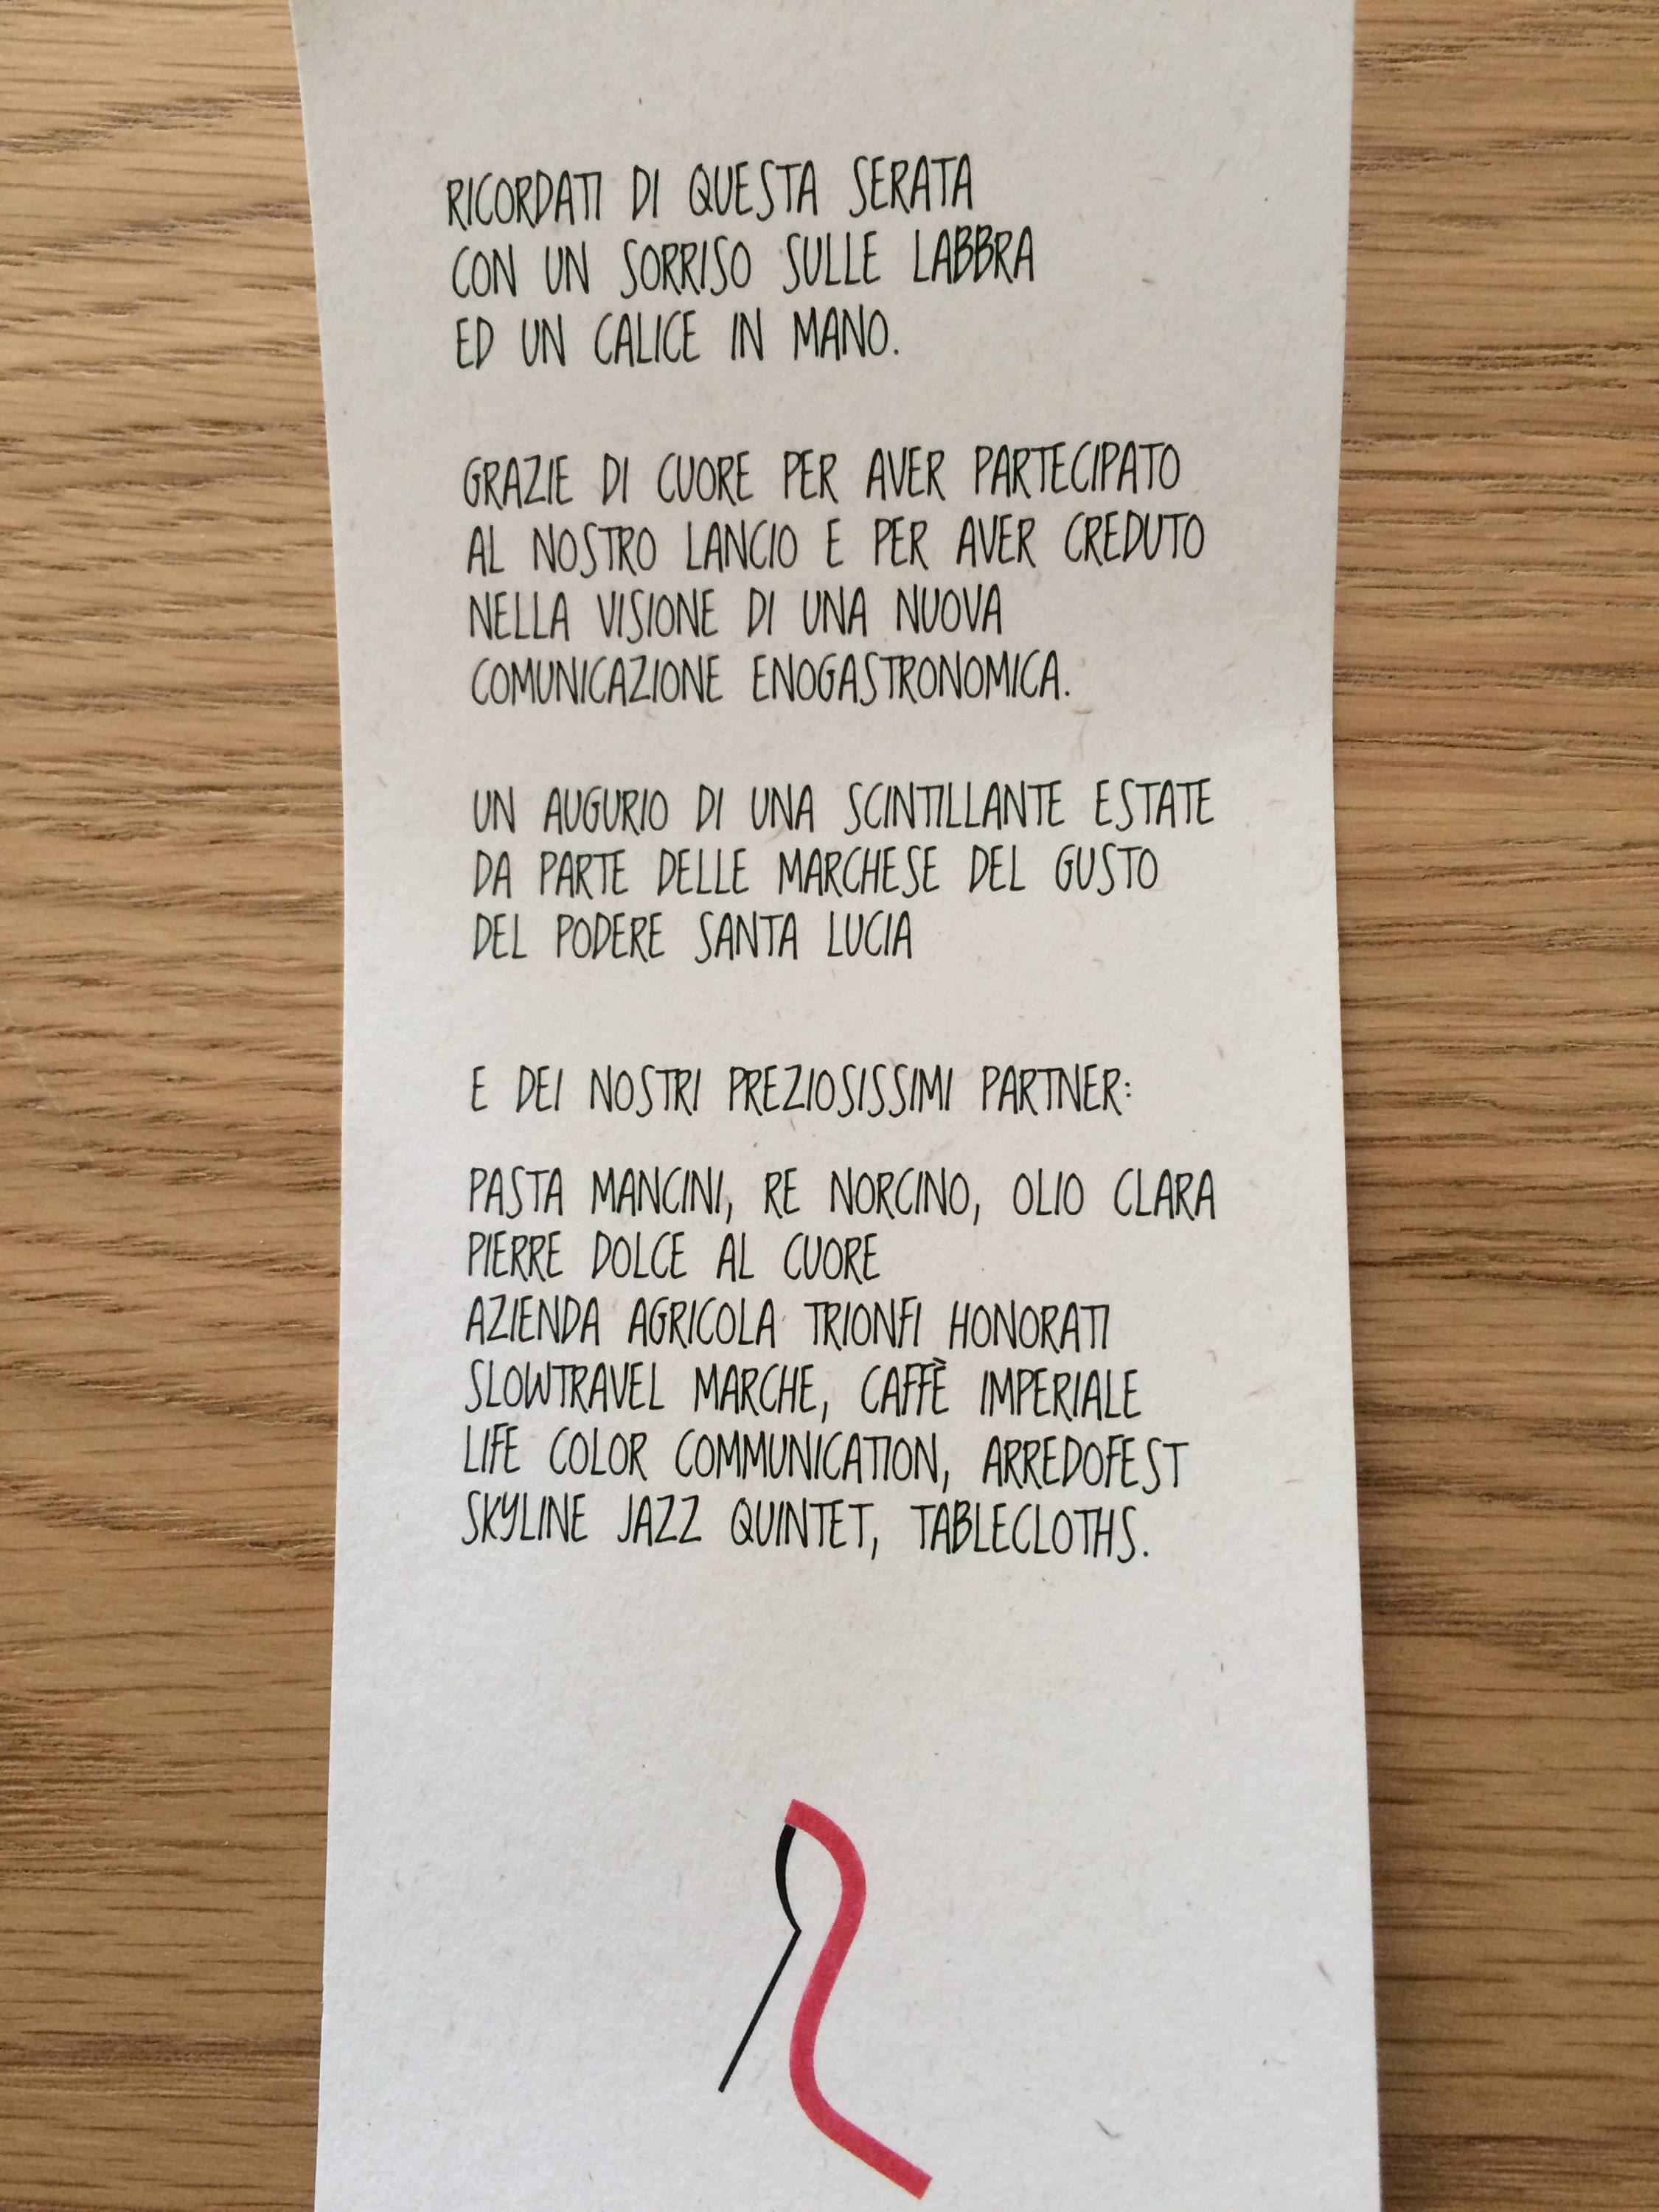 RICORDATI DI QUESTA SERATA
CON UN SORRISO SULLE LABBRA
ED UN CALICE IN MANO.
GRAZIE DI CUORE PER AVER PARTECIPATO
AL NOSTRO LANCIO E PER AVER CREDUTO
NELLA VISIONE DI UNA NUOVA
COMUNICAZIONE ENOGASTRONOMICA.
UN AUGURIO DI UNA SCINTILLANTE ESTATE
DA PARTE DELLE MARCHESE DEL GUSTO
DEL PODERE SANTA LUCIA
E DEI NOSTRI PREZIOSISSIMI PARTNER:
PASTA MANCINI, RE NORCINO, OLIO CLARA
PIERRE DOLCE AL CUORE
AZIENDA AGRICOLA TRIONFI HONORATI
SLOWTRAVEL MARCHE, CAFFÈ IMPERIALE
LIFE COLOR COMMUNICATION, ARREDOFEST
SKYLINE JAZZ QUINTET, TABLECLOTHS.